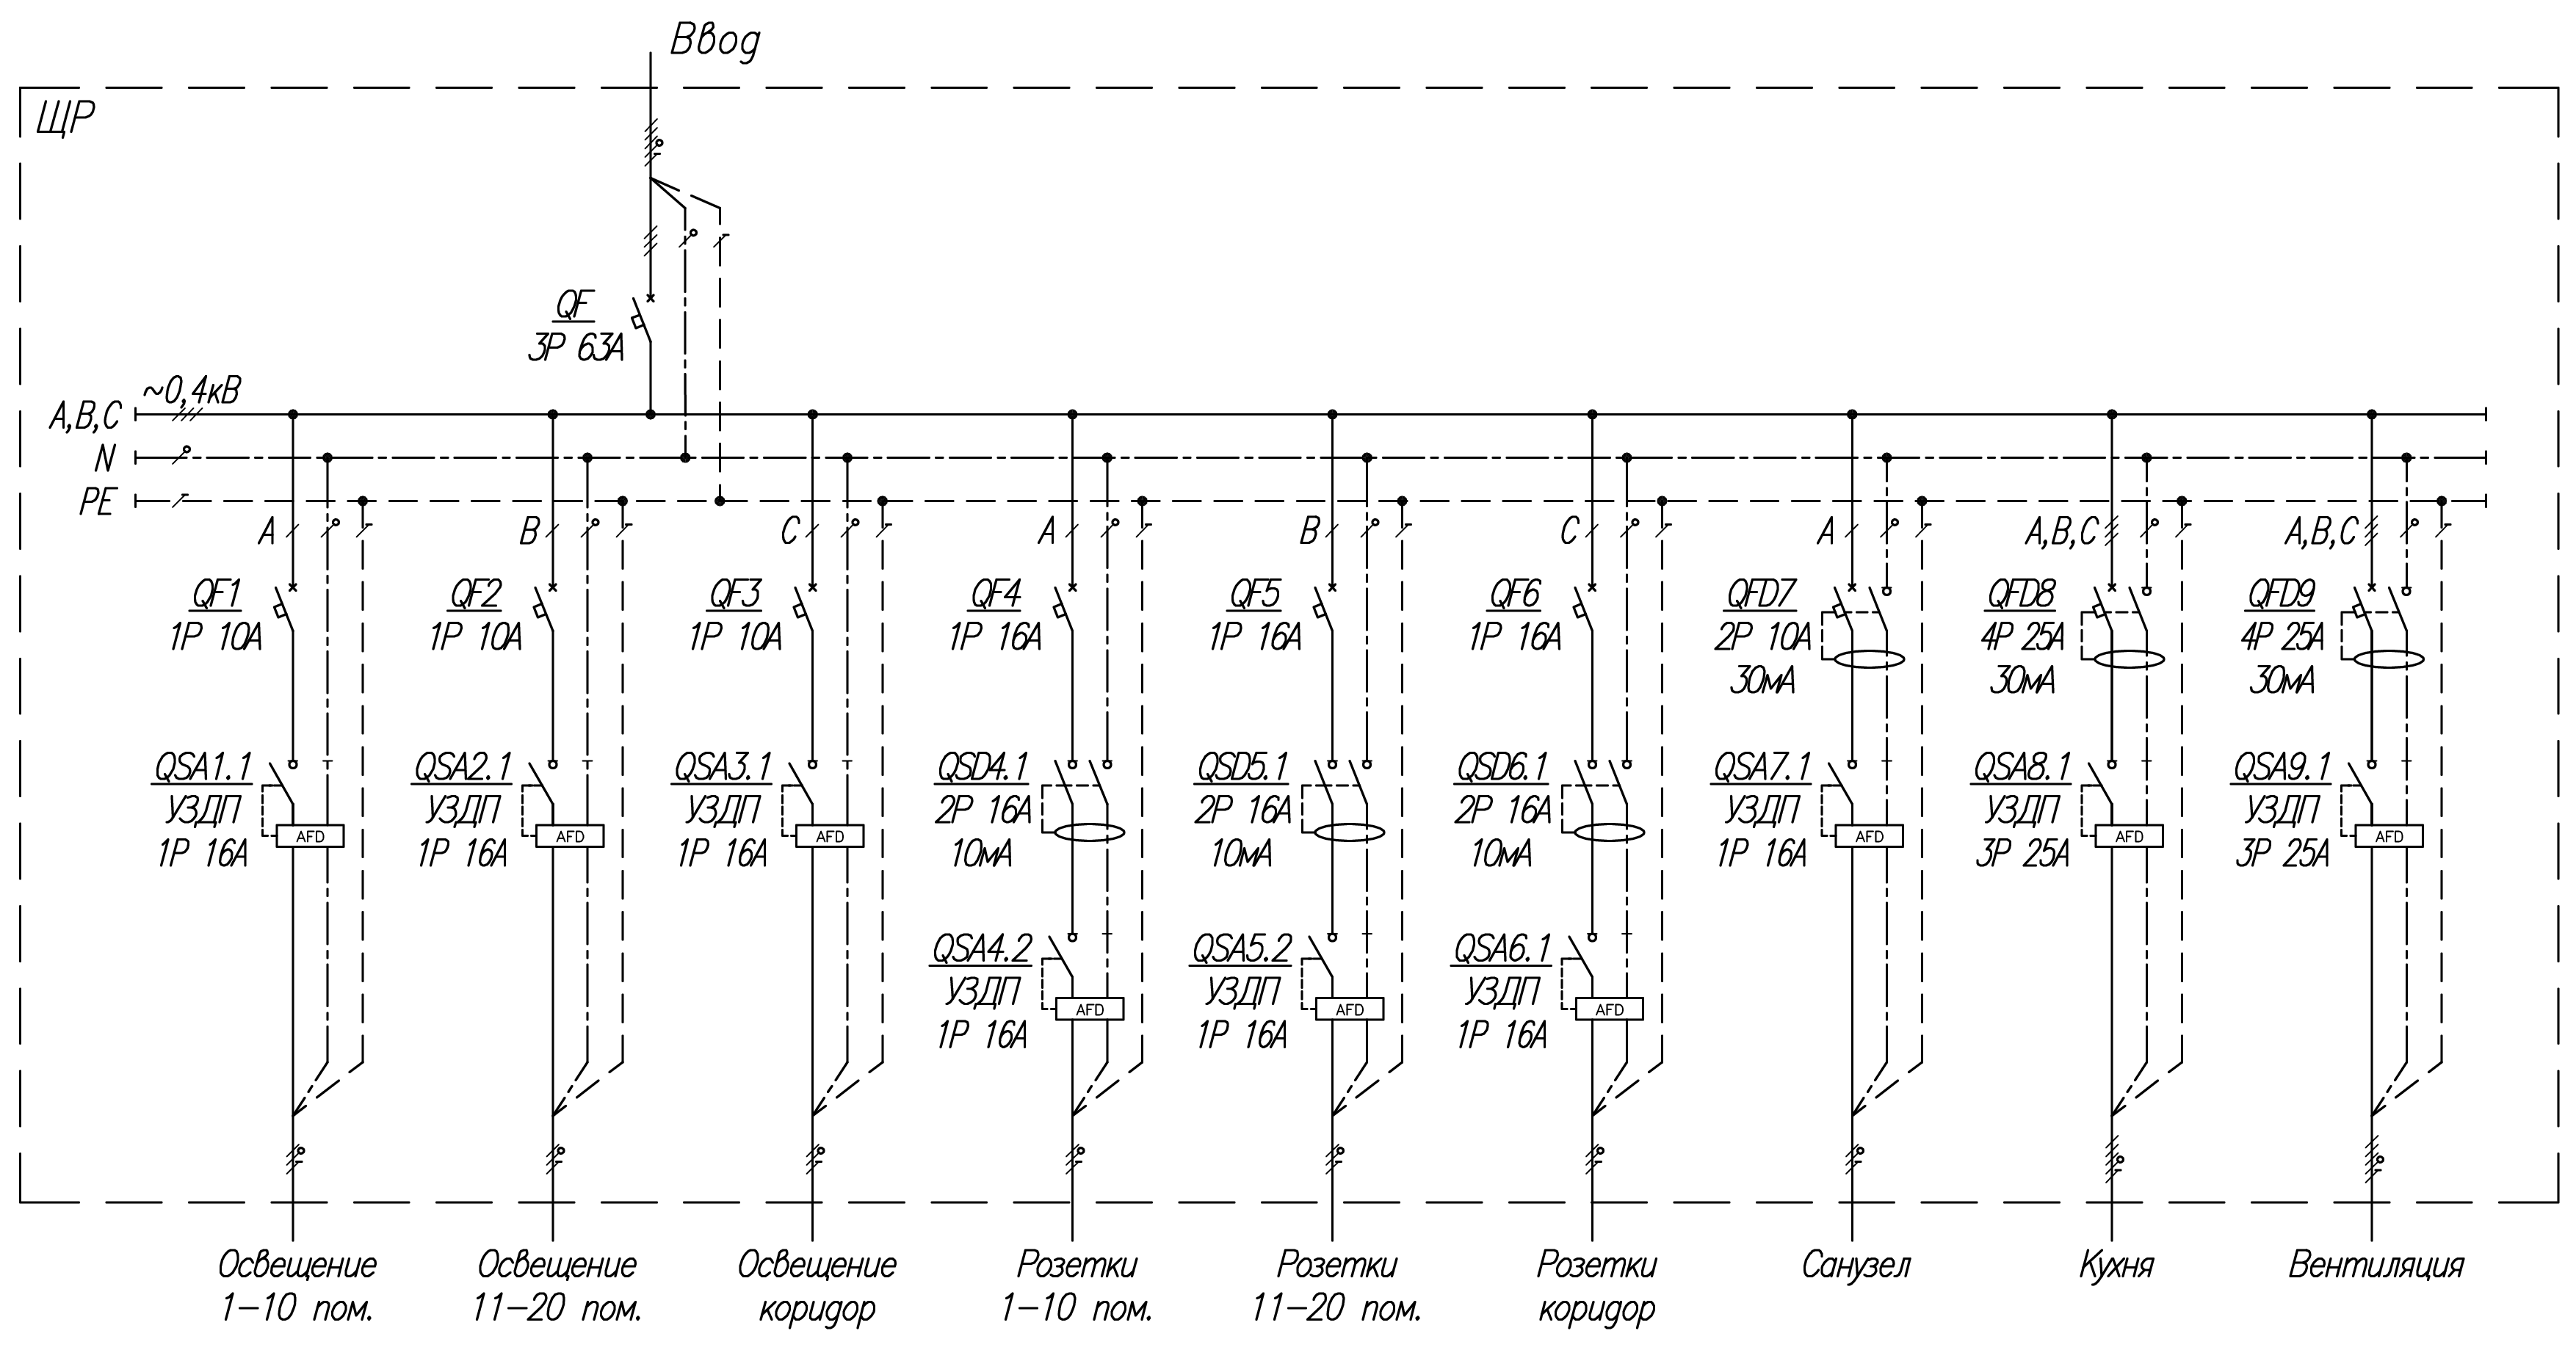 Ввод
ЩР
QF
3P 63A
~0,4кВ
A,B,C
N
PE
A
B
C
A
B
C
A
A,B,C
A,B,C
QF1
1P 10A
QF2
1P 10A
QF3
1P 10A
QF4
1P 16A
QF5
1P 16A
QF6
1P 16A
QFD7
2P 10A
30мА
QFD8
4P 25A
30мА
QFD9
4P 25A
30мА
QSA1.1
УЗДП
1P 16A
AFD
QSA2.1
УЗДП
1P 16A
AFD
QSA3.1
УЗДП
1P 16A
AFD
QSD4.1
2P 16A
10мА
QSD5.1
2P 16A
10мА
QSD6.1
2P 16A
10мА
QSA7.1
УЗДП
1P 16A
AFD
QSA8.1
УЗДП
3P 25A
AFD
QSA9.1
УЗДП
3P 25A
AFD
QSA4.2
УЗДП
1P 16A
AFD
QSA5.2
УЗДП
1P 16A
AFD
QSA6.1
УЗДП
1P 16A
AFD
Освещение
1-10 пом.
Освещение
11-20 пом.
Освещение
коридор
Розетки
1-10 пом.
Розетки
11-20 пом.
Розетки
коридор
Санузел
Кухня
Вентиляция